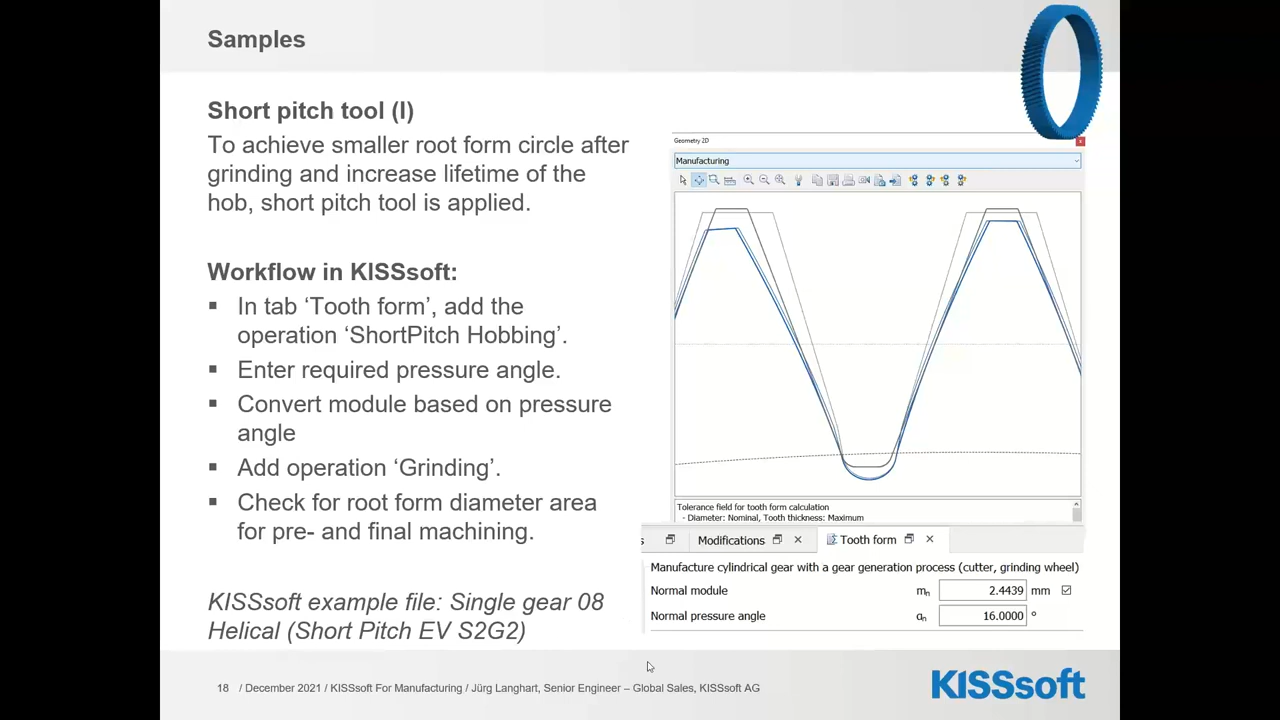 Samples
Short pitch tool (I)
To achieve smaller root form circle after
grinding and increase lifetime of the
hob, short pitch tool is applied.
Workflow in KISSsoft:
▪ In tab ‘Tooth form’, add the
operation ‘ShortPitch Hobbing’.
▪ Enter required pressure angle.
▪ Convert module based on pressure
angle
▪ Add operation ‘Grinding’.
▪ Check for root form diameter area
for pre- and final machining.
KISSsoft example file: Single gear 08
Helical (Short Pitch EV S2G2)
Geometry 2D
Manufacturing
Tolerance field for tooth form calculation
- Diameter: Nominal, Tooth thickness: Maximum
s Modifications Tooth form
Manufacture cylindrical gear with a gear generation process (cutter, grinding wheel)
Normal module mn 2.4439 mm
Normal pressure angle αn 16.0000 °
18 / December 2021 / KISSsoft For Manufacturing / Jürg Langhart, Senior Engineer – Global Sales, KISSsoft AG
KISSsoft